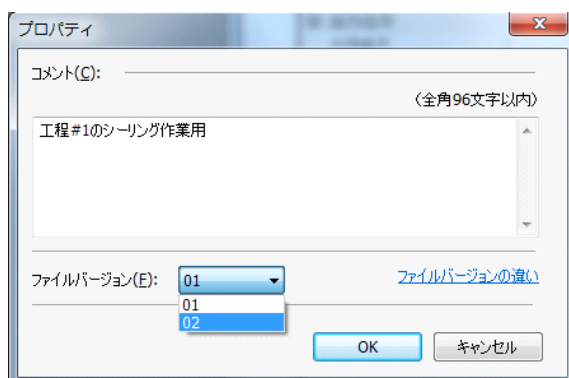 プロパティ
コメント(C):
(全角96文字以内)
工程#1のシーリング作業用
ファイルバージョン(F): 01 ファイルバージョンの違い
01
02
OK キャンセル